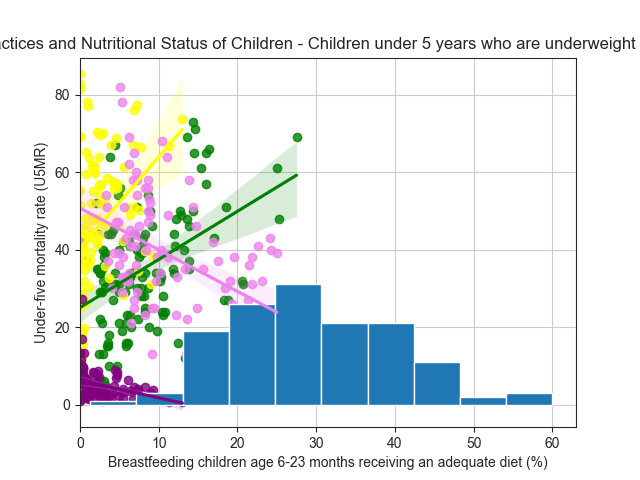 actices and Nutritional Status of Children - Children under 5 years who are underweight
80
60
40
20
0
Under-five mortality rate (U5MR)
0 10 20 30 40 50 60
Breastfeeding children age 6-23 months receiving an adequate diet (%)